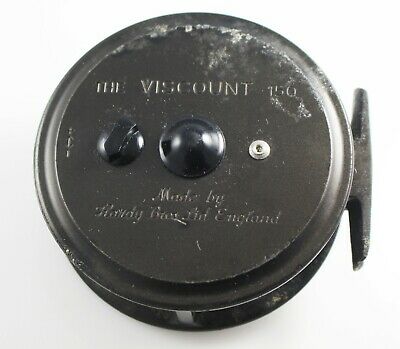 THE VISCOUNT 150
Made by
Hardy Bros. Ltd England